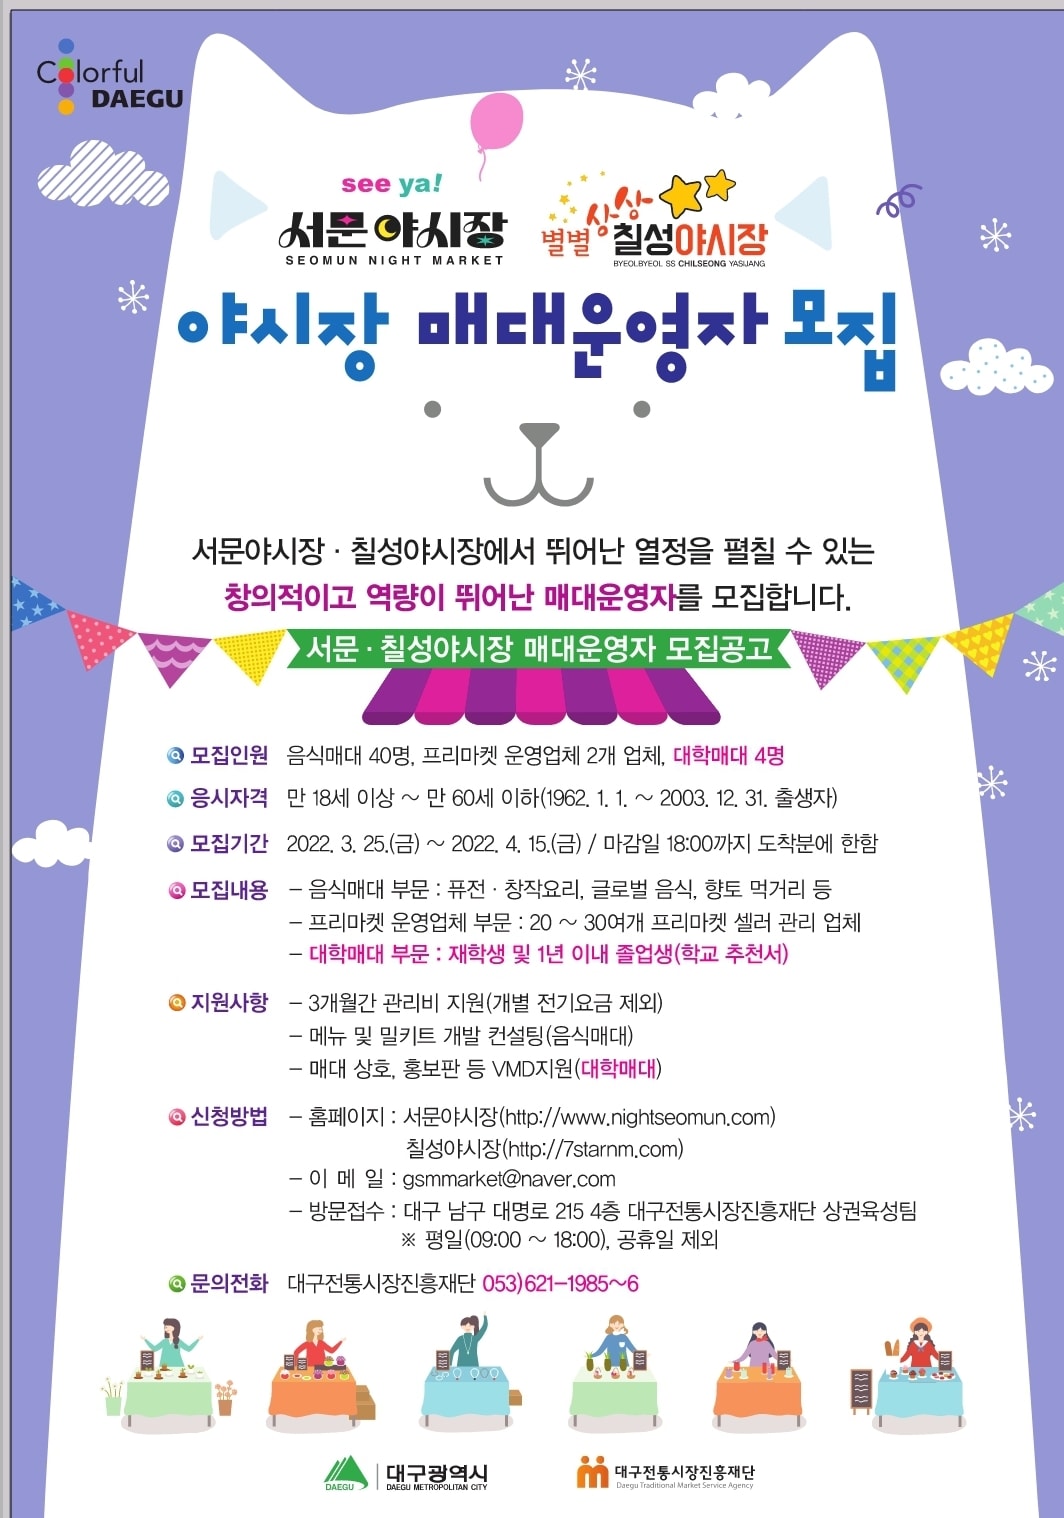 Colorful
DAEGU
see ya!
서문야시장
SEOMUN NIGHT MARKET
별별 상상 칠성야시장
BYEOLBYEOL SS CHILSEONG YASIJANG
야시장 매대운영자 모집
서문야시장 · 칠성야시장에서 뛰어난 열정을 펼칠 수 있는
창의적이고 역량이 뛰어난 매대운영자를 모집합니다.
서문 · 칠성야시장 매대운영자 모집공고
모집인원 음식매대 40명, 프리마켓 운영업체 2개 업체, 대학매대 4명
응시자격 만 18세 이상 ~ 만 60세 이하(1962. 1. 1. ~ 2003. 12. 31. 출생자)
모집기간 2022. 3. 25.(금) ~ 2022. 4. 15.(금) / 마감일 18:00까지 도착분에 한함
모집내용 – 음식매대 부문 : 퓨전 · 창작요리, 글로벌 음식, 향토 먹거리 등
– 프리마켓 운영업체 부문 : 20 ~ 30여개 프리마켓 셀러 관리 업체
– 대학매대 부문 : 재학생 및 1년 이내 졸업생(학교 추천서)
지원사항 – 3개월간 관리비 지원(개별 전기요금 제외)
– 메뉴 및 밀키트 개발 컨설팅(음식매대)
– 매대 상호, 홍보판 등 VMD지원(대학매대)
신청방법 – 홈페이지 : 서문야시장(http://www.nightseomun.com)
칠성야시장(http://7starnm.com)
– 이 메 일 : gsmmarket@naver.com
– 방문접수 : 대구 남구 대명로 215 4층 대구전통시장진흥재단 상권육성팀
※ 평일(09:00 ~ 18:00), 공휴일 제외
문의전화 대구전통시장진흥재단 053)621-1985~6
DAEGU
대구광역시
DAEGU METROPOLITAN CITY
대구전통시장진흥재단
Daegu Traditional Market Service Agency